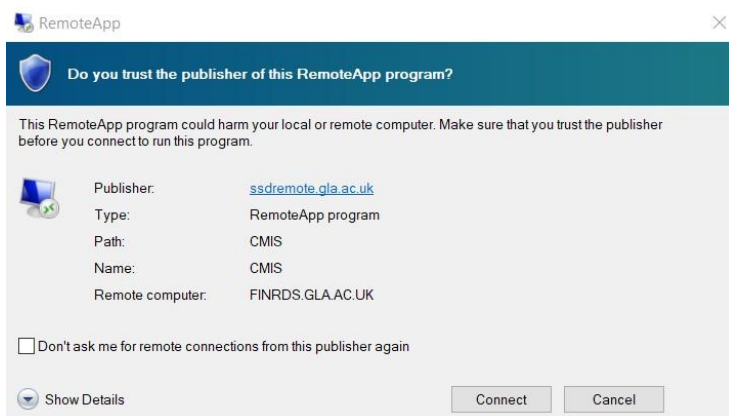 RemoteApp
Do you trust the publisher of this RemoteApp program?
This RemoteApp program could harm your local or remote computer. Make sure that you trust the publisher
before you connect to run this program.
Publisher: ssdremote.gla.ac.uk
Type: RemoteApp program
Path: CMIS
Name: CMIS
Remote computer: FINRDS.GLA.AC.UK
Don't ask me for remote connections from this publisher again
Show Details Connect Cancel